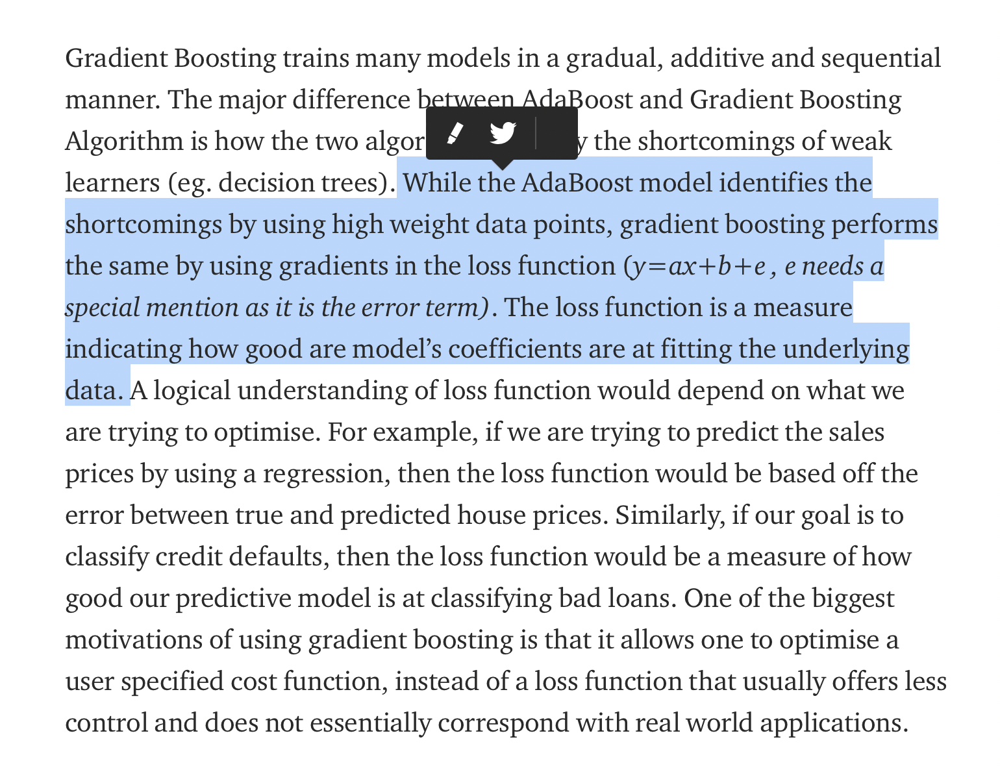 Gradient Boosting trains many models in a gradual, additive and sequential
manner. The major difference between AdaBoost and Gradient Boosting
Algorithm is how the two the shortcomings of weak
learners (eg. decision trees). While the AdaBoost model identifies the
shortcomings by using high weight data points, gradient boosting performs
the same by using gradients in the loss function (y=ax+b+e , e needs a
special mention as it is the error term). The loss function is a measure
indicating how good are model’s coefficients are at fitting the underlying
data. A logical understanding of loss function would depend on what we
are trying to optimise. For example, if we are trying to predict the sales
prices by using a regression, then the loss function would be based off the
error between true and predicted house prices. Similarly, if our goal is to
classify credit defaults, then the loss function would be a measure of how
good our predictive model is at classifying bad loans. One of the biggest
motivations of using gradient boosting is that it allows one to optimise a
user specified cost function, instead of a loss function that usually offers less
control and does not essentially correspond with real world applications.